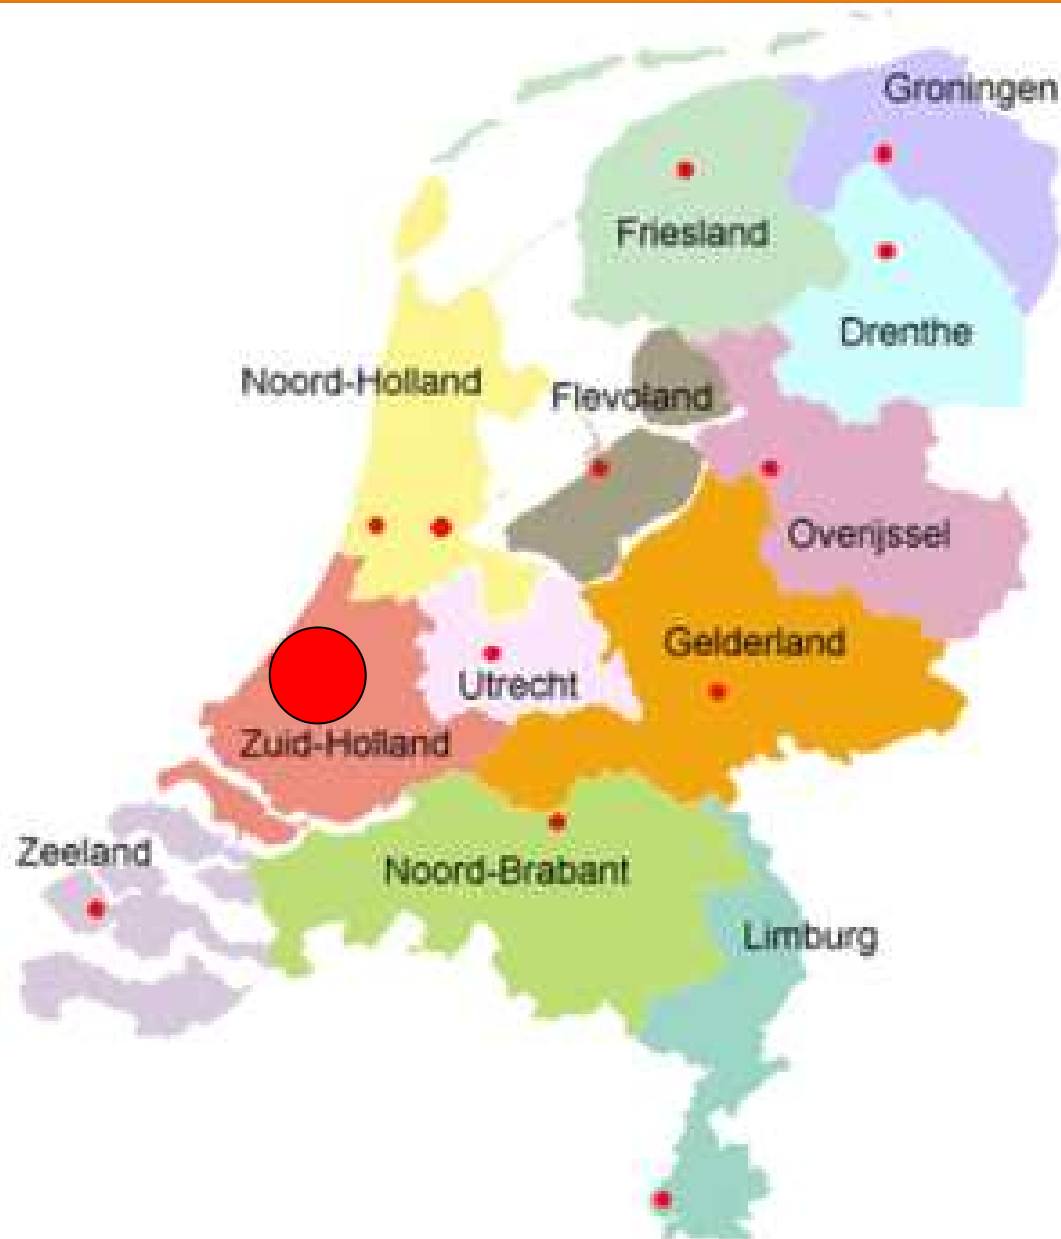 Groningen
Friesland
Drenthe
Noord-Holland
Flevoland
Overijssel
Gelderland
Utrecht
Zuid-Holland
Zeeland
Noord-Brabant
Limburg